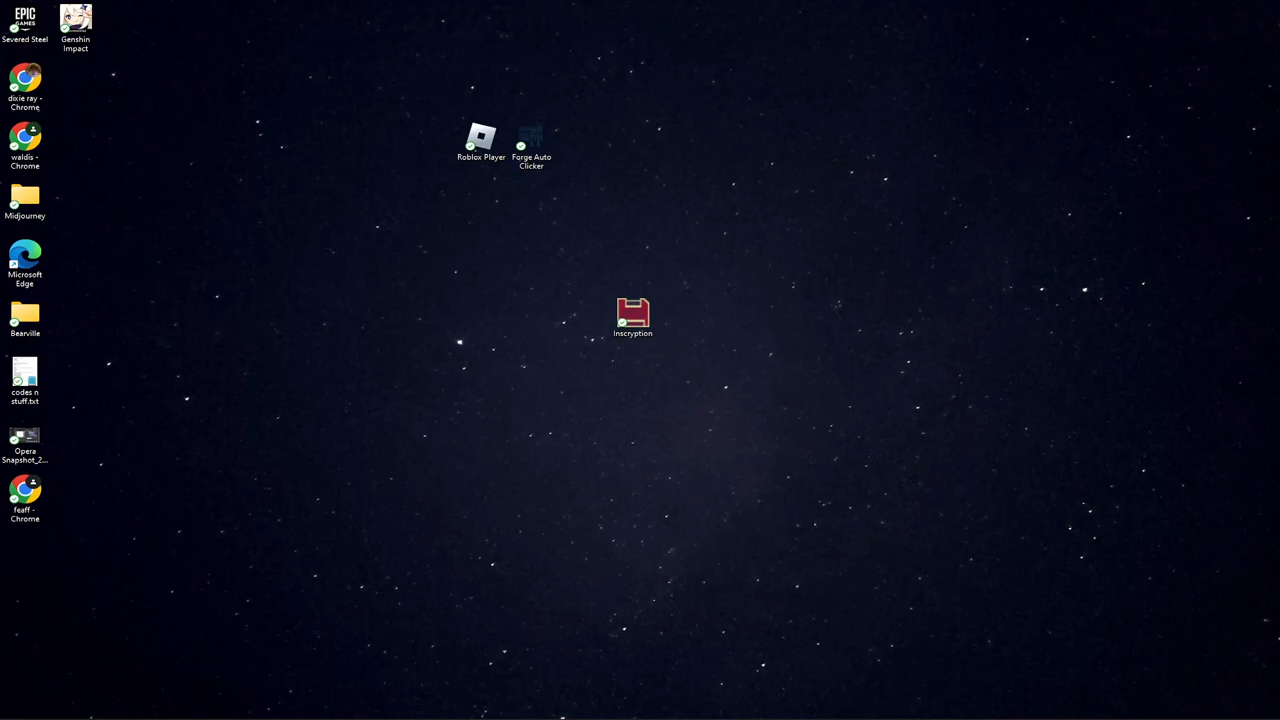 EPIC
GAMES
Severed Steel
Genshin
Impact
dixie ray -
Chrome
waldis -
Chrome
Midjourney
Microsoft
Edge
Bearville
codes n
stuff.txt
Opera
Snapshot_2...
feaff -
Chrome
Roblox Player
Forge Auto
Clicker
Inscryption